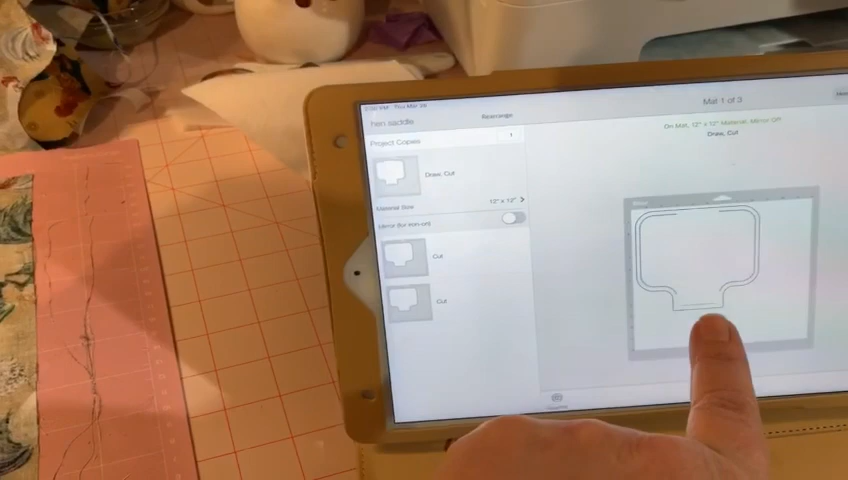 Mat 1 of 3
hen saddle
Rearrange
Project Copies
1
On Mat, 12" x 12" Material, Mirror Off
Draw, Cut
Draw, Cut
Material Size
12" x 12"
Mirror (for iron-on)
Cut
Cut